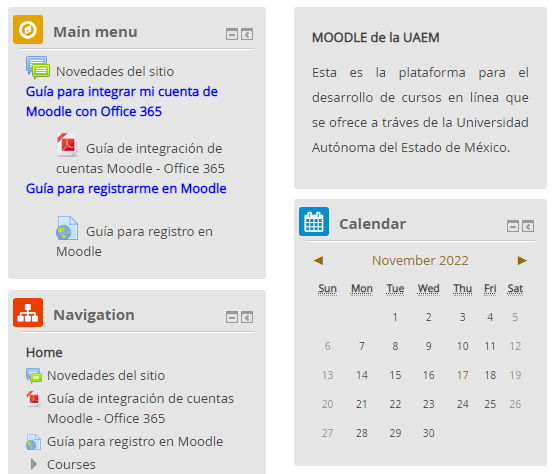 Main menu
Novedades del sitio
Guía para integrar mi cuenta de
Moodle con Office 365
Guía de integración de
cuentas Moodle - Office 365
Guía para registrarme en Moodle
Guía para registro en
Moodle
Navigation
Home
Novedades del sitio
Guía de integración de cuentas
Moodle - Office 365
Guía para registro en Moodle
Courses
MOODLE de la UAEM
Esta es la plataforma para el
desarrollo de cursos en línea que
se ofrece a tráves de la Universidad
Autónoma del Estado de México.
Calendar
◄ November 2022 ►
Sun Mon Tue Wed Thu Fri Sat
1 2 3 4 5
6 7 8 9 10 11 12
13 14 15 16 17 18 19
20 21 22 23 24 25 26
27 28 29 30